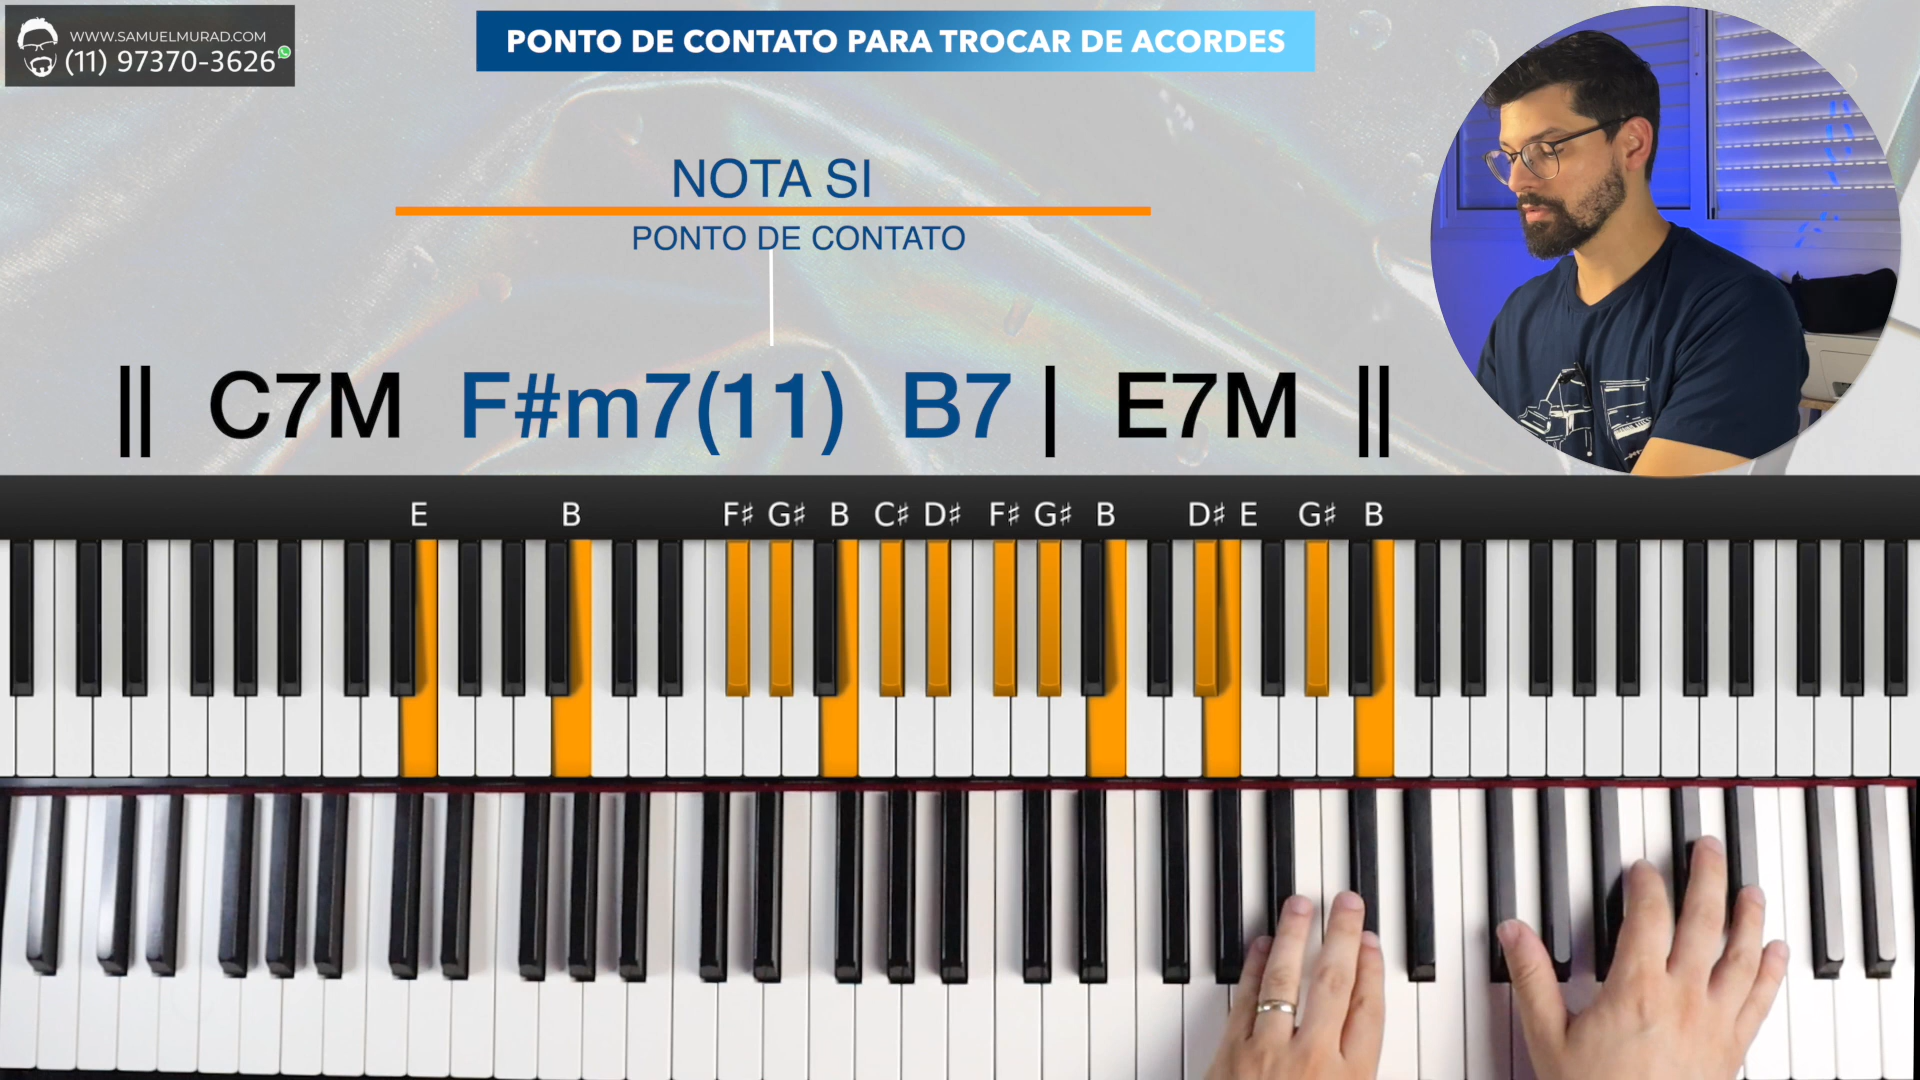 WWW.SAMUELMURAD.COM
(11) 97370-3626
PONTO DE CONTATO PARA TROCAR DE ACORDES
NOTA SI
PONTO DE CONTATO
|| C7M F#m7(11) B7 | E7M ||
E B F♯ G♯ B C♯ D♯ F♯ G♯ B D♯ E G♯ B